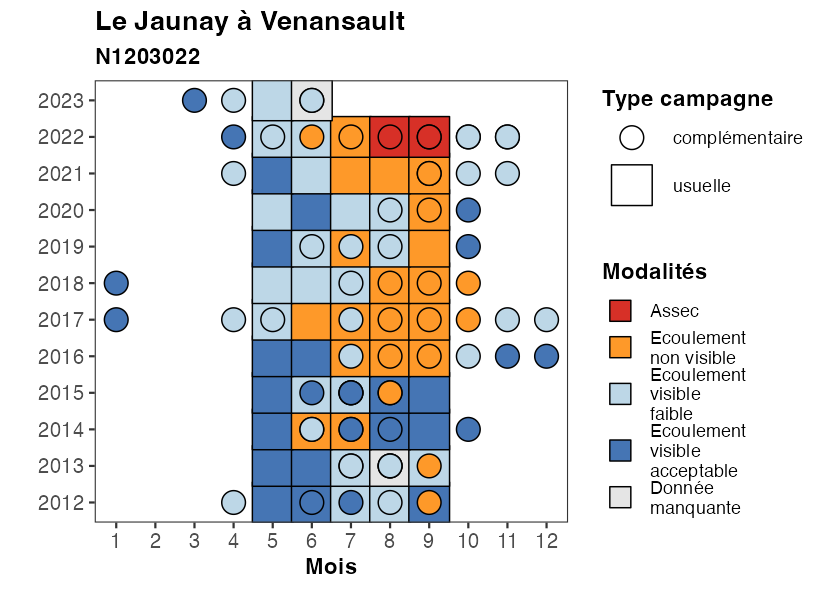 Le Jaunay à Venansault
N1203022
2023
2022
2021
2020
2019
2018
2017
2016
2015
2014
2013
2012
1 2 3 4 5 6 7 8 9 10 11 12
Mois
Type campagne
complémentaire
usuelle
Modalités
Assec
Ecoulement
non visible
Ecoulement
visible
faible
Ecoulement
visible
acceptable
Donnée
manquante